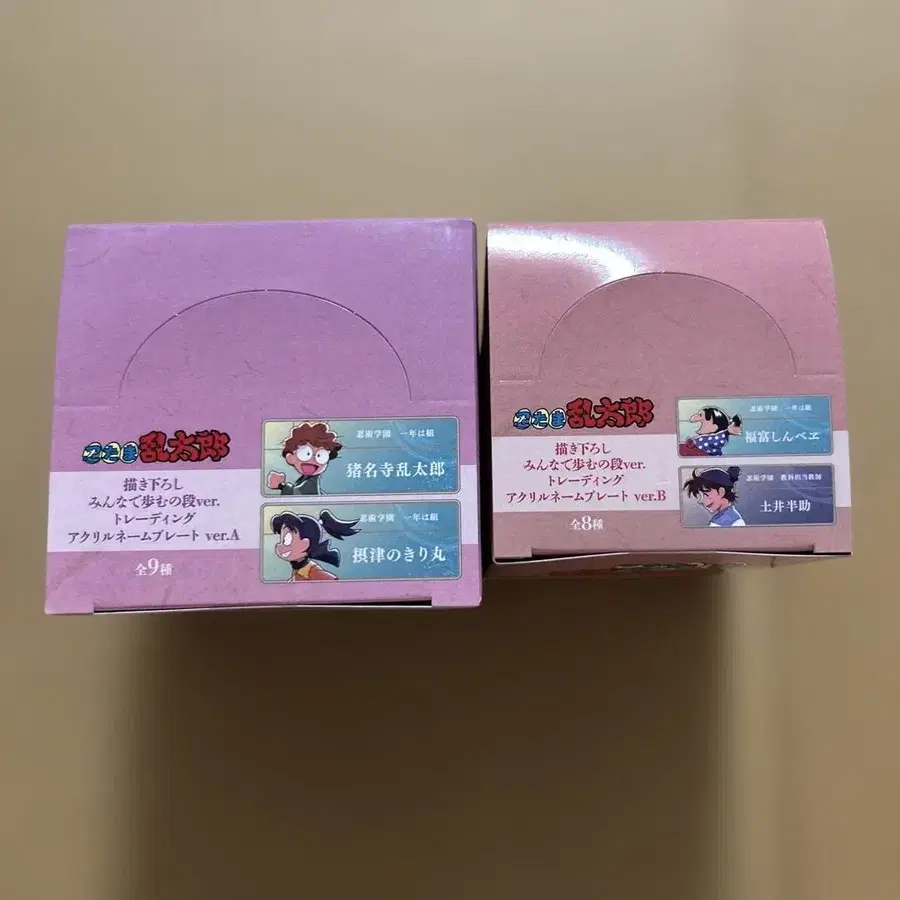 忍たま乱太郎
描き下ろし
みんなで歩むの段ver.
トレーディング
アクリルネームプレート ver.A
全9種
忍術学園 一年は組
猪名寺乱太郎
忍術学園 一年は組
摂津のきり丸
忍たま乱太郎
描き下ろし
みんなで歩むの段ver.
トレーディング
アクリルネームプレート ver.B
全8種
忍術学園 一年は組
福富しんベヱ
忍術学園 教科担当教師
土井半助